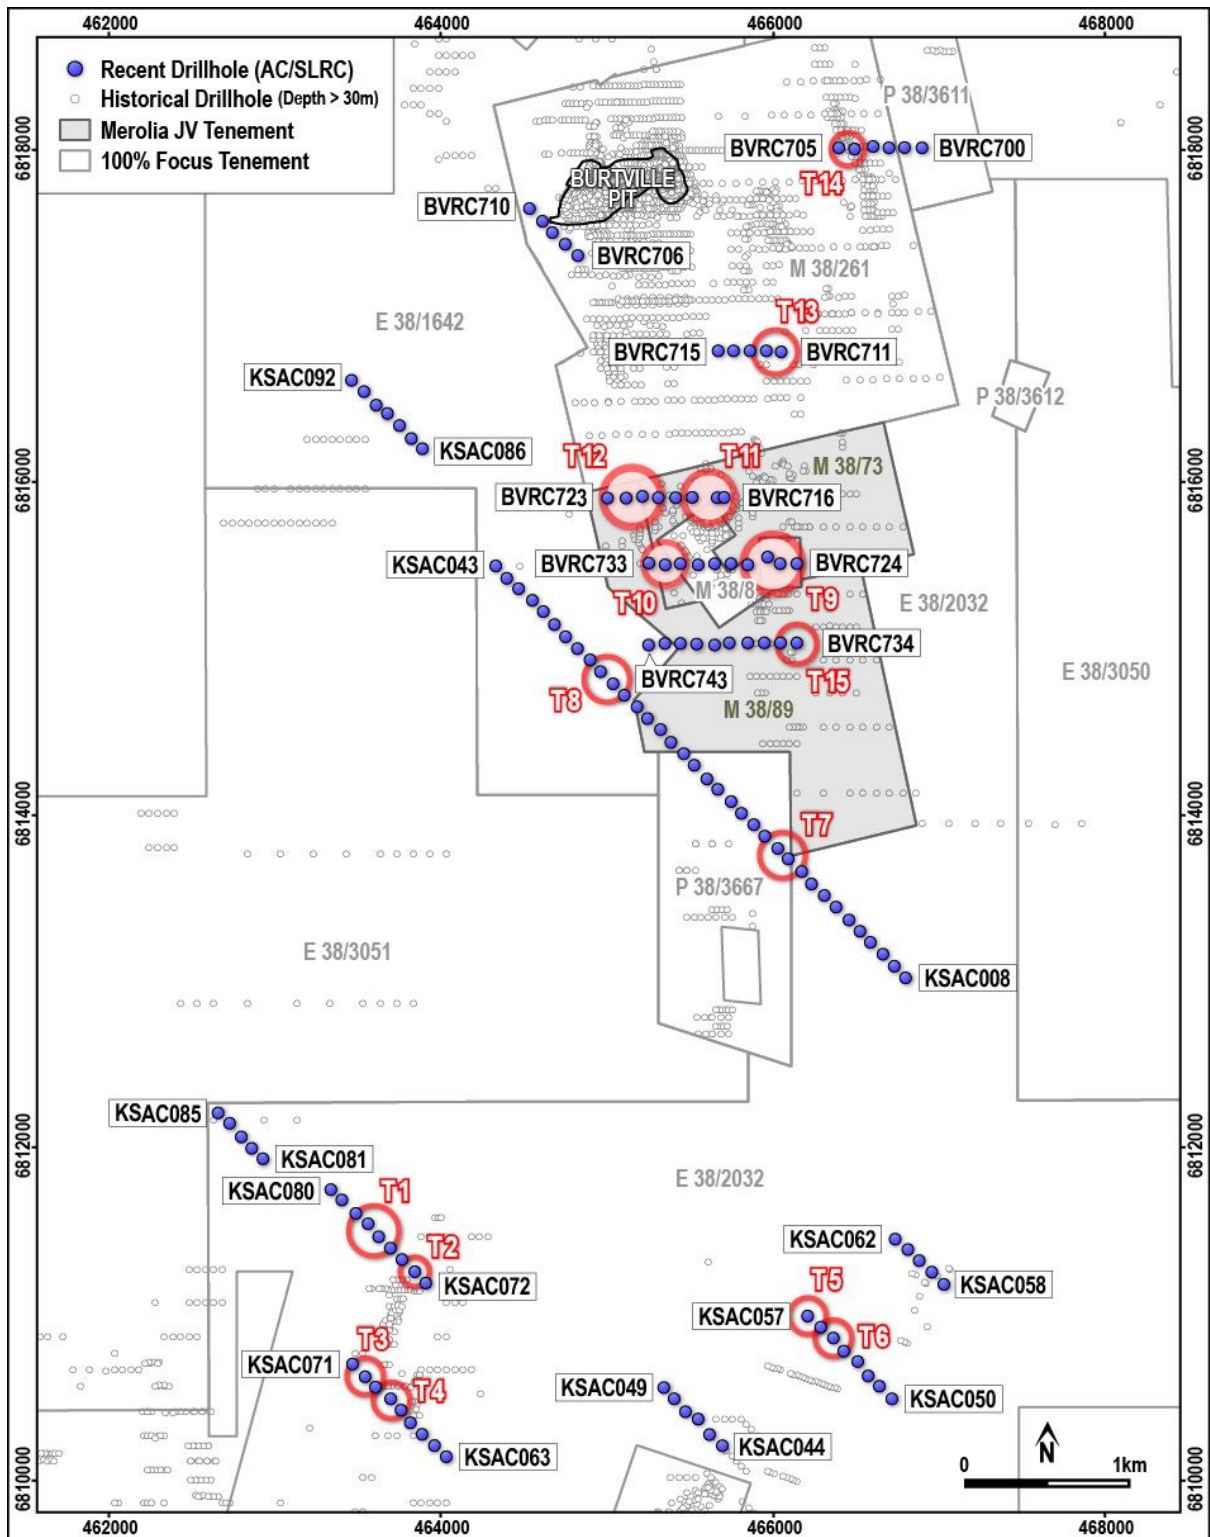 462000
464000
466000
468000
Recent Drillhole (AC/SLRC)
Historical Drillhole (Depth > 30m)
Merolia JV Tenement
100% Focus Tenement
P 38/3611
6818000
6818000
BVRC705
BVRC700
T14
BURTVILLE
PIT
BVRC710
BVRC706
M 38/261
T13
E 38/1642
BVRC715
BVRC711
KSAC092
P 38/3612
KSAC086
T12
T11
M 38/73
6816000
6816000
BVRC723
BVRC716
KSAC043
BVRC733
BVRC724
M 38/8
T10
T9
E 38/2032
BVRC734
E 38/3050
BVRC743
T15
T8
M 38/89
6814000
6814000
T7
P 38/3667
E 38/3051
KSAC008
KSAC085
6812000
6812000
KSAC081
E 38/2032
KSAC080
T1
T2
KSAC062
KSAC072
T5
KSAC058
KSAC057
T3
T6
KSAC071
KSAC049
T4
KSAC050
KSAC044
KSAC063
N
0
1km
6810000
6810000
462000
464000
466000
468000